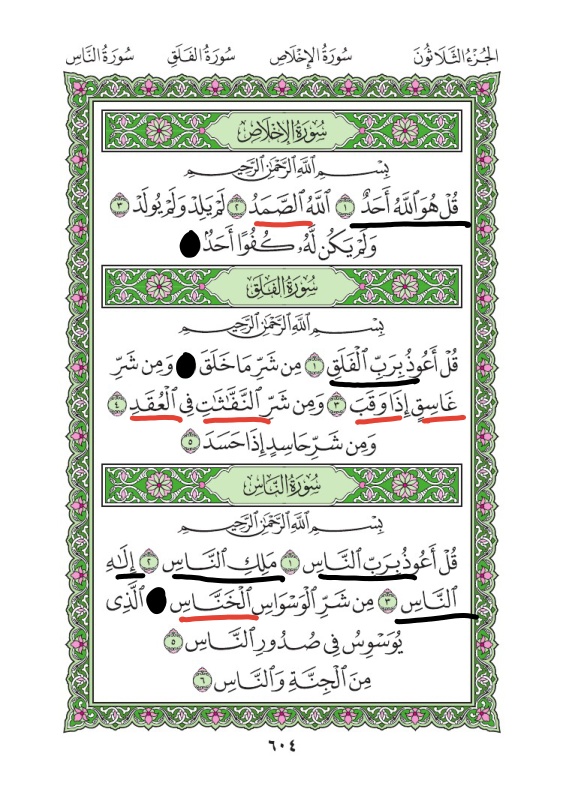 الجُزْءُ الثَّلَاثُونَ سُورَةُ الإِخْلَاصِ سُورَةُ الفَلَقِ سُورَةُ النَّاسِ
سُورَةُ الإِخْلَاصِ
بِسْمِ ٱللَّهِ ٱلرَّحْمَٰنِ ٱلرَّحِيمِ
قُلْ هُوَ ٱللَّهُ أَحَدٌ ١ ٱللَّهُ ٱلصَّمَدُ ٢ لَمْ يَلِدْ وَلَمْ يُولَدْ ٣
وَلَمْ يَكُن لَّهُۥ كُفُوًا أَحَدٌۢ
سُورَةُ الفَلَقِ
بِسْمِ ٱللَّهِ ٱلرَّحْمَٰنِ ٱلرَّحِيمِ
قُلْ أَعُوذُ بِرَبِّ ٱلْفَلَقِ ١ مِن شَرِّ مَا خَلَقَ وَمِن شَرِّ
غَاسِقٍ إِذَا وَقَبَ ٣ وَمِن شَرِّ ٱلنَّفَّٰثَٰتِ فِى ٱلْعُقَدِ ٤
وَمِن شَرِّ حَاسِدٍ إِذَا حَسَدَ ٥
سُورَةُ النَّاسِ
بِسْمِ ٱللَّهِ ٱلرَّحْمَٰنِ ٱلرَّحِيمِ
قُلْ أَعُوذُ بِرَبِّ ٱلنَّاسِ ١ مَلِكِ ٱلنَّاسِ ٢ إِلَٰهِ
ٱلنَّاسِ ٣ مِن شَرِّ ٱلْوَسْوَاسِ ٱلْخَنَّاسِ ٱلَّذِى
يُوَسْوِسُ فِى صُدُورِ ٱلنَّاسِ ٥
مِنَ ٱلْجِنَّةِ وَٱلنَّاسِ ٦
٦٠٤